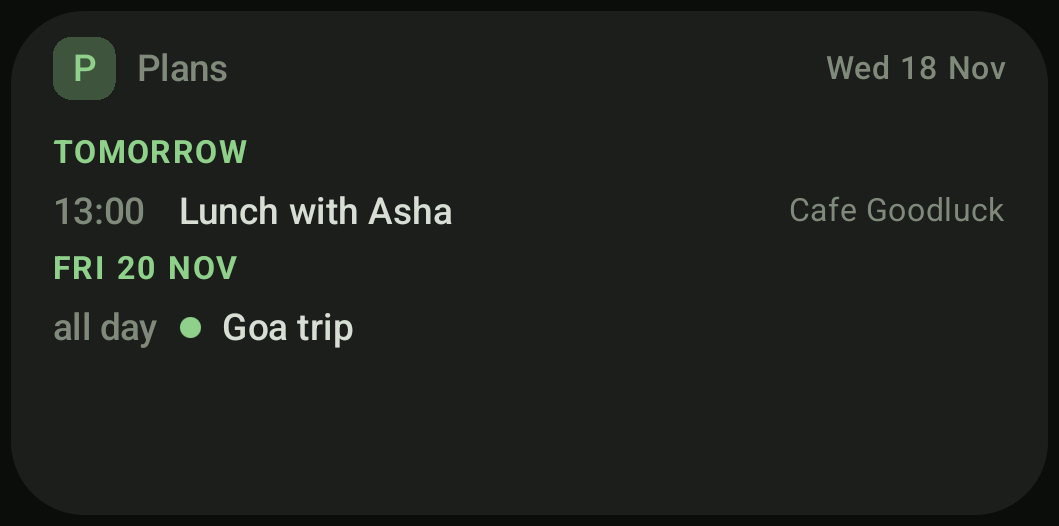 P Plans Wed 18 Nov
TOMORROW
13:00 Lunch with Asha Cafe Goodluck
FRI 20 NOV
all day Goa trip